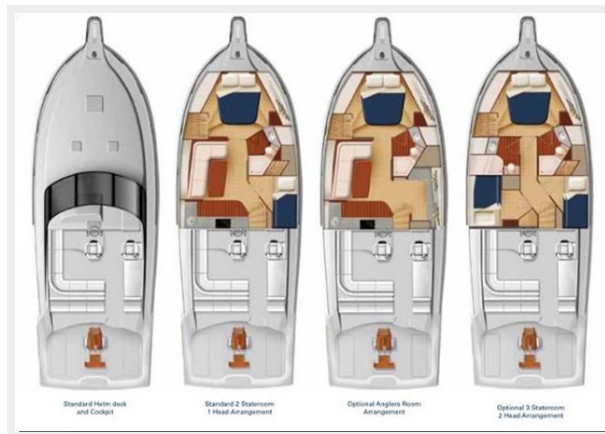 Standard Helm deck
and Cockpit
Standard 2 Stateroom
1 Head Arrangement
Optional Anglers Room
Arrangement
Optional 3 Stateroom
2 Head Arrangement